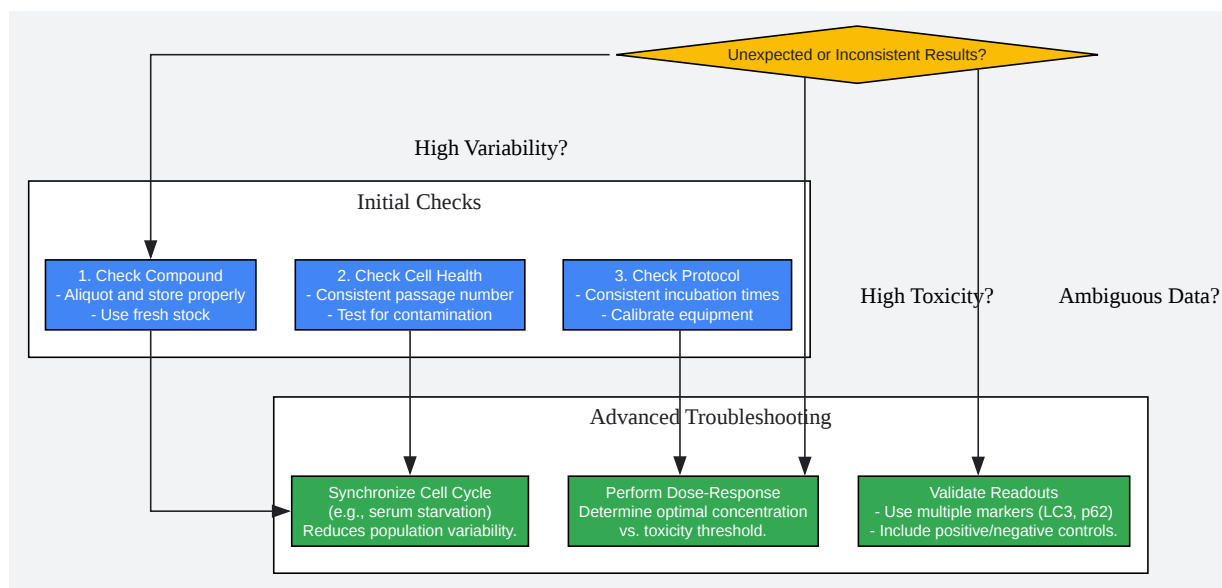 Unexpected or Inconsistent Results?
High Variability?
Initial Checks
1. Check Compound
- Aliquot and store properly
- Use fresh stock
2. Check Cell Health
- Consistent passage number
- Test for contamination
3. Check Protocol
- Consistent incubation times
- Calibrate equipment
High Toxicity?
Ambiguous Data?
Advanced Troubleshooting
Synchronize Cell Cycle
(e.g., serum starvation)
Reduces population variability.
Perform Dose-Response
Determine optimal concentration
vs. toxicity threshold.
Validate Readouts
- Use multiple markers (LC3, p62)
- Include positive/negative controls.